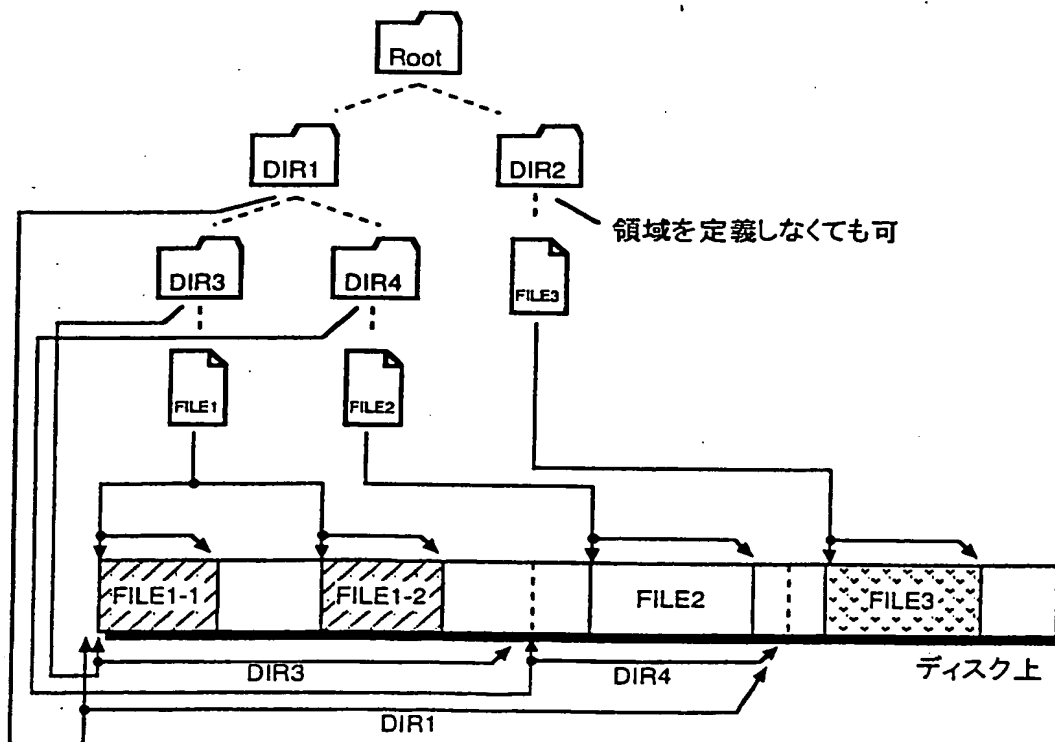 Root
DIR1
DIR2
領域を定義しなくても可
DIR3
DIR4
FILE3
FILE1
FILE2
FILE1-1
FILE1-2
FILE2
FILE3
DIR3
DIR4
ディスク上
DIR1